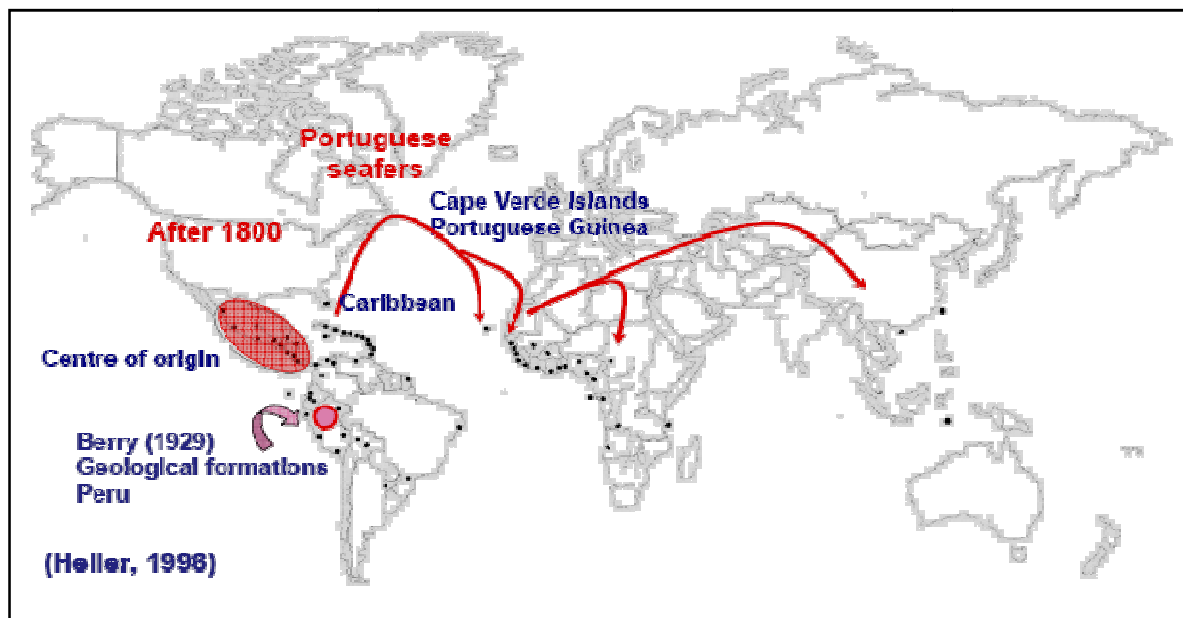 Portuguese
seafers
Cape Verde Islands
Portuguese Guinea
After 1800
Caribbean
Centre of origin
Berry (1929)
Geological formations
Peru
(Heller, 1996)